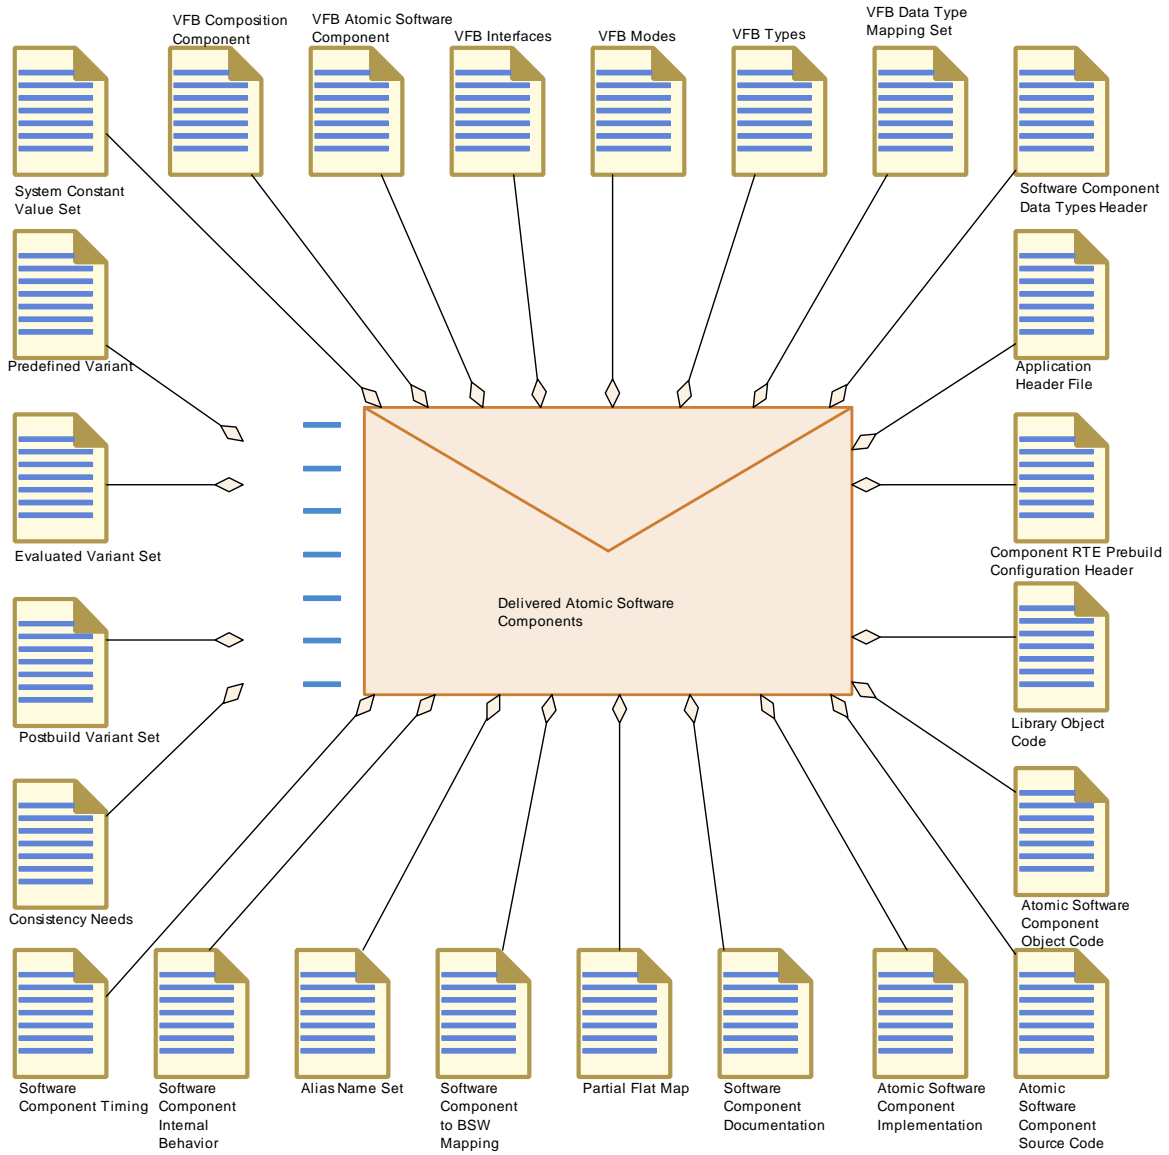 VFB Composition
Component
VFB Atomic Software
Component
VFB Interfaces
VFB Modes
VFB Types
VFB Data Type
Mapping Set
System Constant
Value Set
Software Component
Data Types Header
Predefined Variant
Application
Header File
Evaluated Variant Set
Component RTE Prebuild
Configuration Header
Delivered Atomic Software
Components
Postbuild Variant Set
Library Object
Code
Consistency Needs
Atomic Software
Component
Object Code
Software
Component Timing
Software
Component
Internal
Behavior
Alias Name Set
Software
Component
to BSW
Mapping
Partial Flat Map
Software
Component
Documentation
Atomic Software
Component
Implementation
Atomic
Software
Component
Source Code